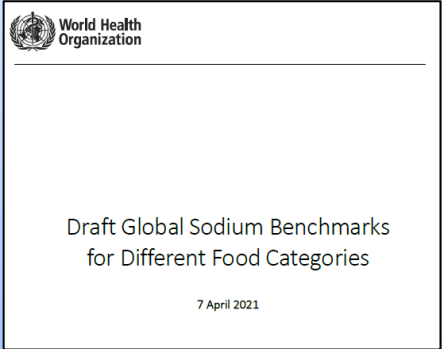 World Health
Organization
Draft Global Sodium Benchmarks
for Different Food Categories
7 April 2021